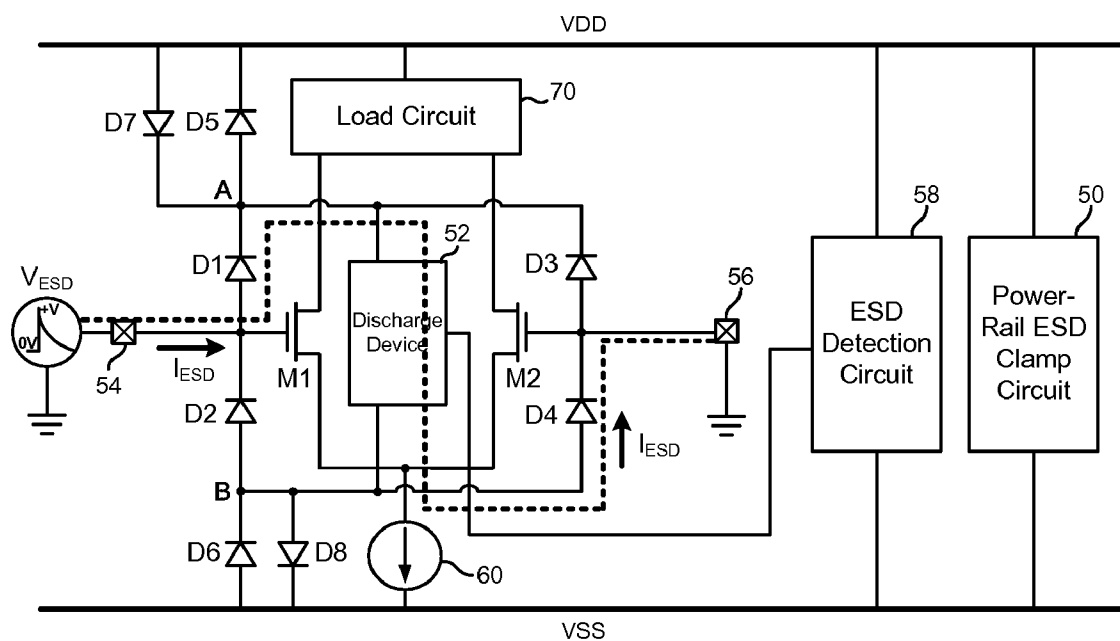 VDD
D7
D5
Load Circuit
70
A
D1
52
D3
58
50
V_ESD
+V
0V
54
I_ESD
M1
Discharge
Device
M2
56
ESD
Detection
Circuit
Power-
Rail ESD
Clamp
Circuit
D2
D4
I_ESD
B
D6
D8
60
VSS